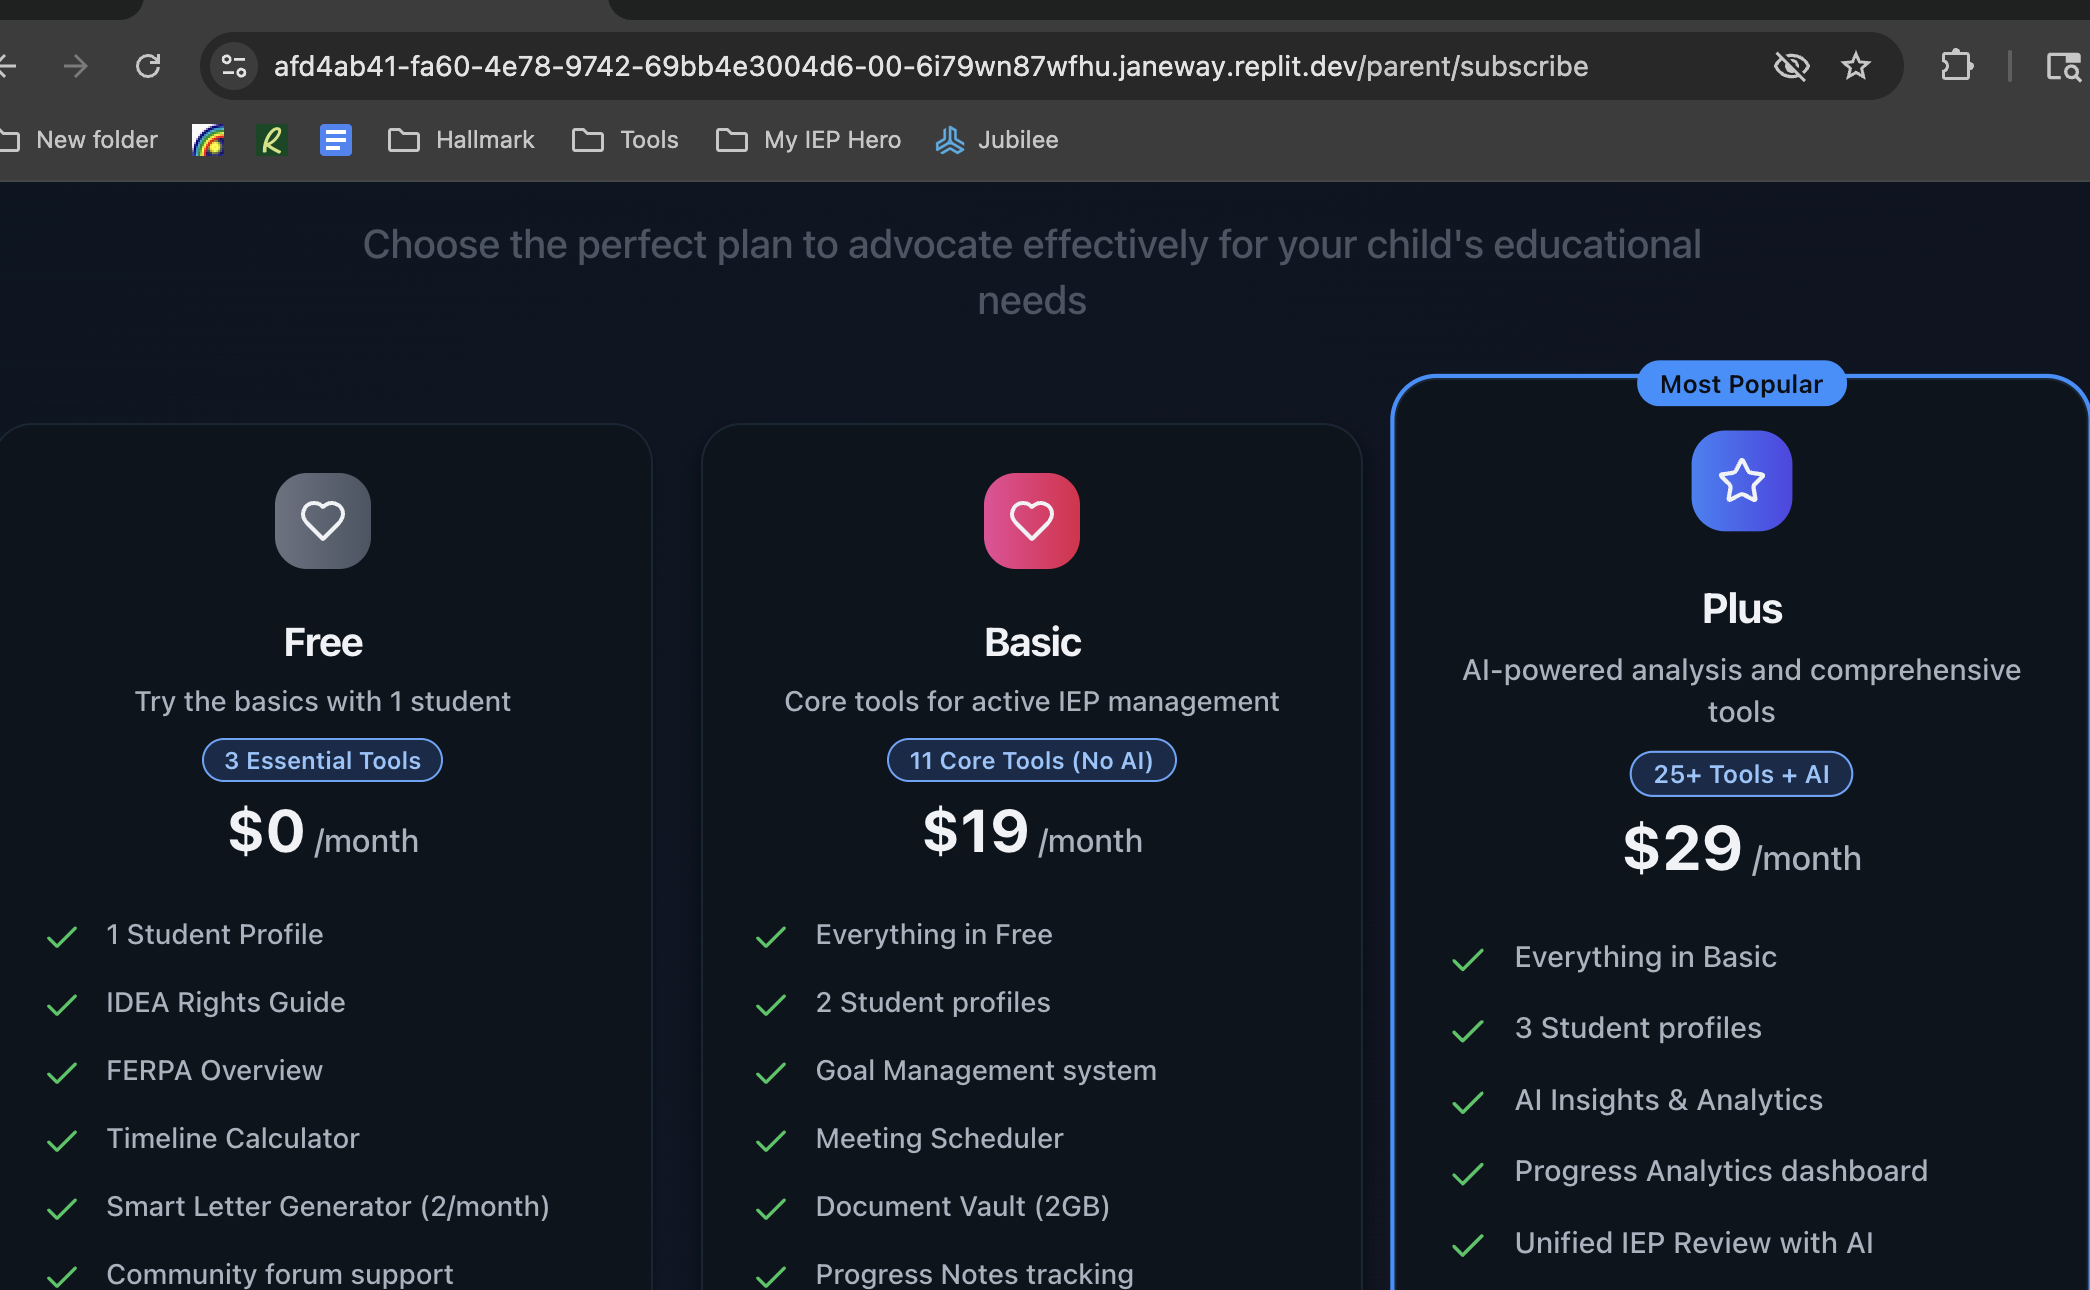 afd4ab41-fa60-4e78-9742-69bb4e3004d6-00-6i79wn87wfhu.janeway.replit.dev/parent/subscribe
New folder
Hallmark
Tools
My IEP Hero
Jubilee
Choose the perfect plan to advocate effectively for your child's educational
needs
Free
Try the basics with 1 student
3 Essential Tools
$0 /month
1 Student Profile
IDEA Rights Guide
FERPA Overview
Timeline Calculator
Smart Letter Generator (2/month)
Community forum support
Basic
Core tools for active IEP management
11 Core Tools (No AI)
$19 /month
Everything in Free
2 Student profiles
Goal Management system
Meeting Scheduler
Document Vault (2GB)
Progress Notes tracking
Most Popular
Plus
AI-powered analysis and comprehensive
tools
25+ Tools + AI
$29 /month
Everything in Basic
3 Student profiles
AI Insights & Analytics
Progress Analytics dashboard
Unified IEP Review with AI